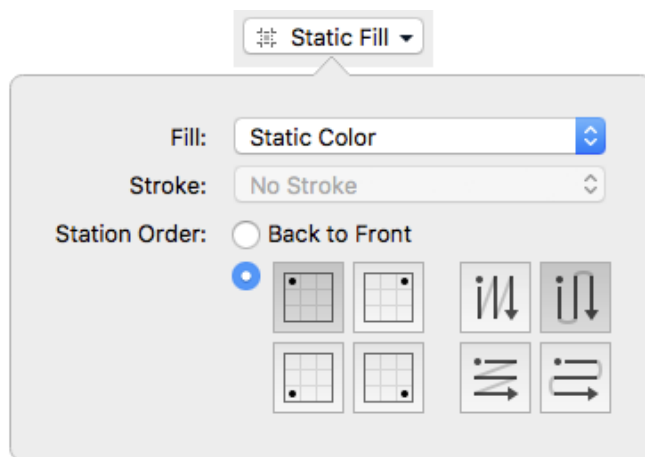 Static Fill
Fill: Static Color
Stroke: No Stroke
Station Order: Back to Front